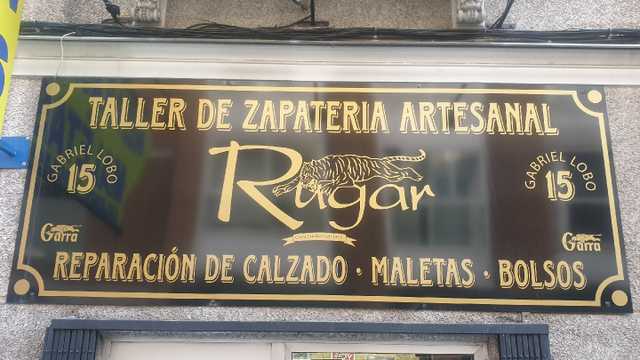 TALLER DE ZAPATERIA ARTESANAL
GABRIEL LOBO
15
Rugar
GABRIEL LOBO
15
Garra
Garra
REPARACIÓN DE CALZADO · MALETAS · BOLSOS